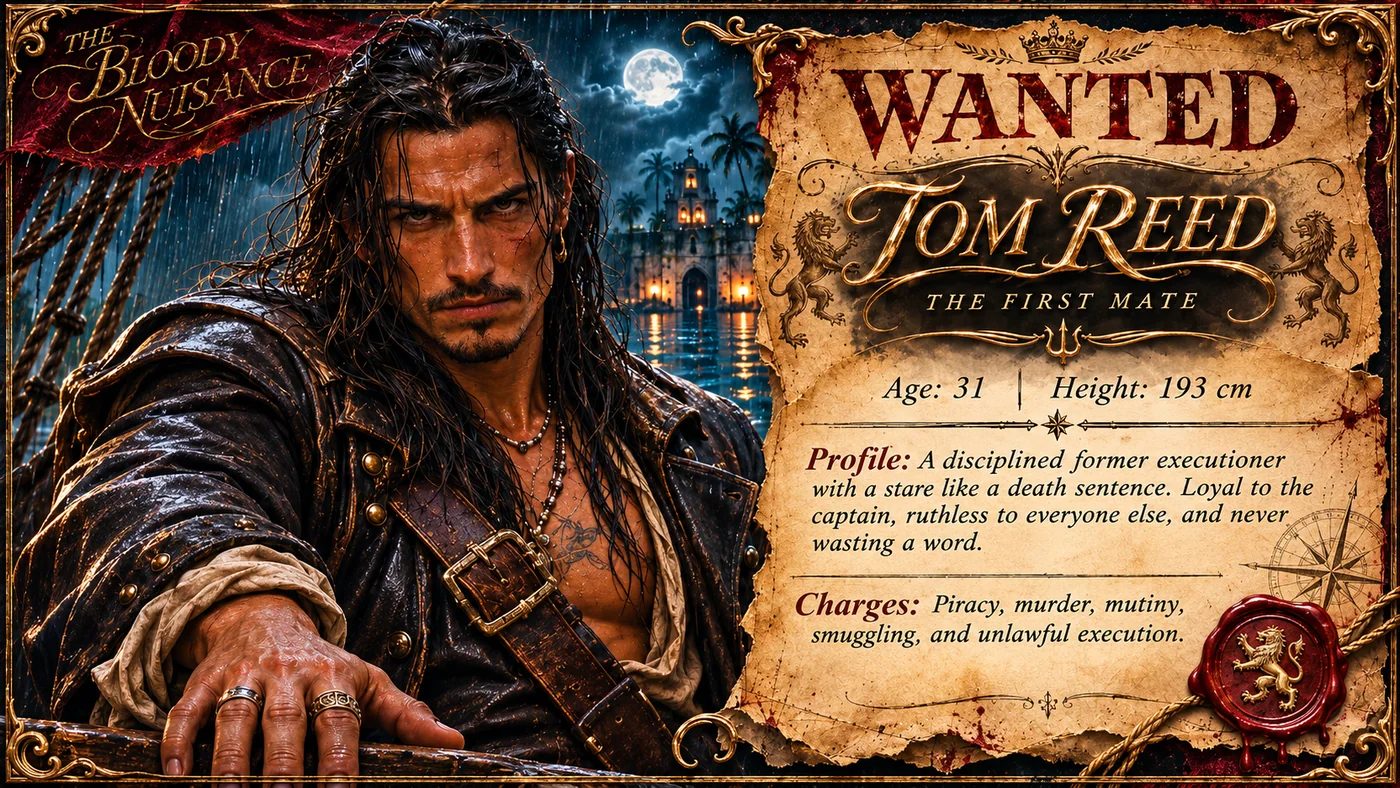 THE
BLOODY
NUISANCE
WANTED
TOM REED
THE FIRST MATE
Age: 31 | Height: 193 cm
Profile: A disciplined former executioner
with a stare like a death sentence. Loyal to the
captain, ruthless to everyone else, and never
wasting a word.
Charges: Piracy, murder, mutiny,
smuggling, and unlawful execution.